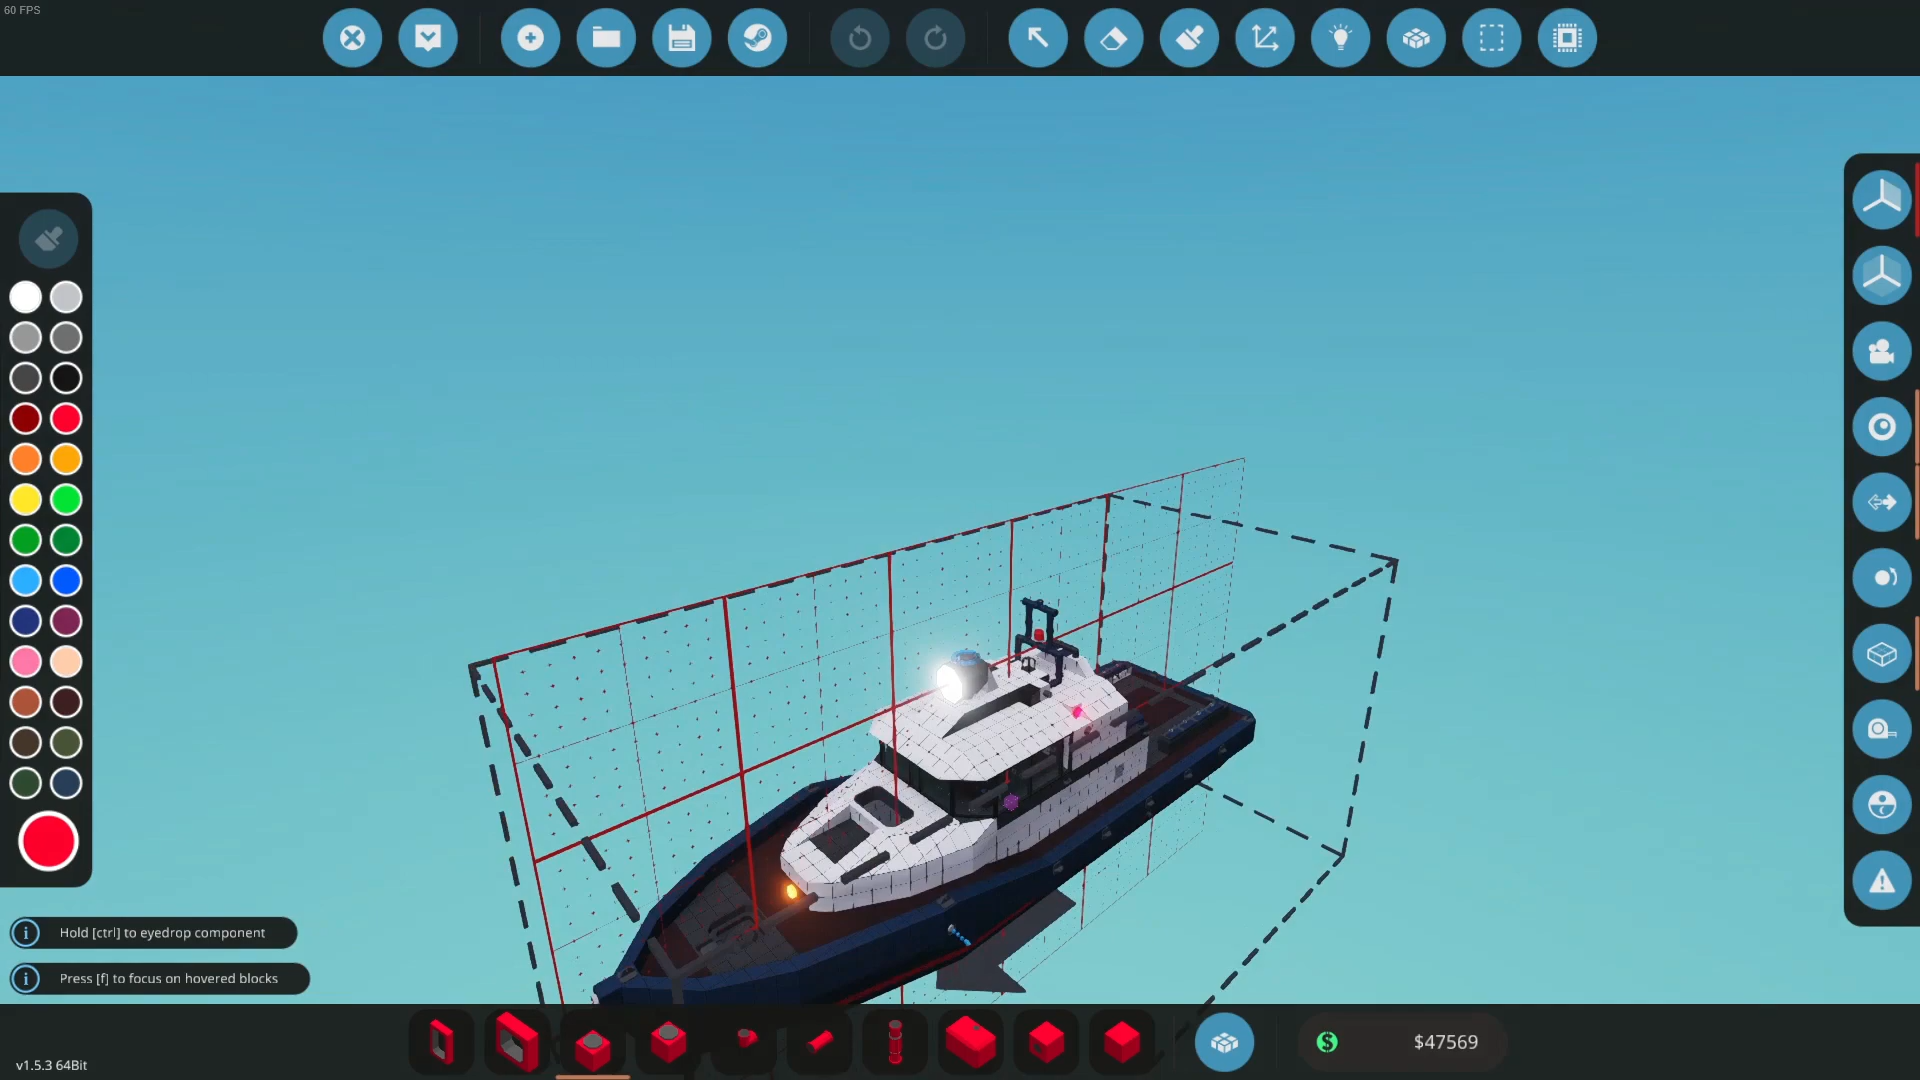 60 FPS
Hold [ctrl] to eyedrop component
Press [f] to focus on hovered blocks
$47569
v1.5.3 64Bit